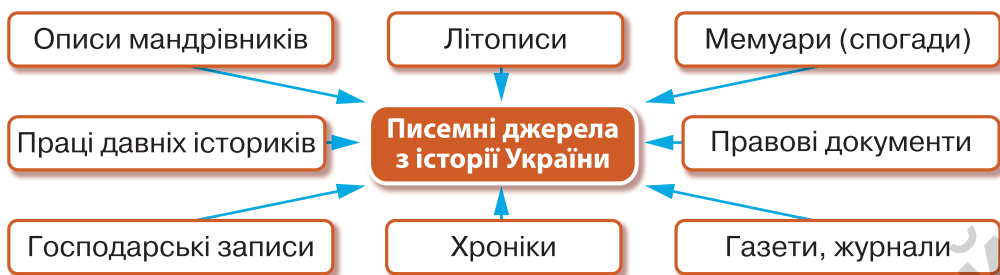 Описи мандрівників
Літописи
Мемуари (спогади)
Праці давніх істориків
Писемні джерела
з історії України
Правові документи
Господарські записи
Хроніки
Газети, журнали